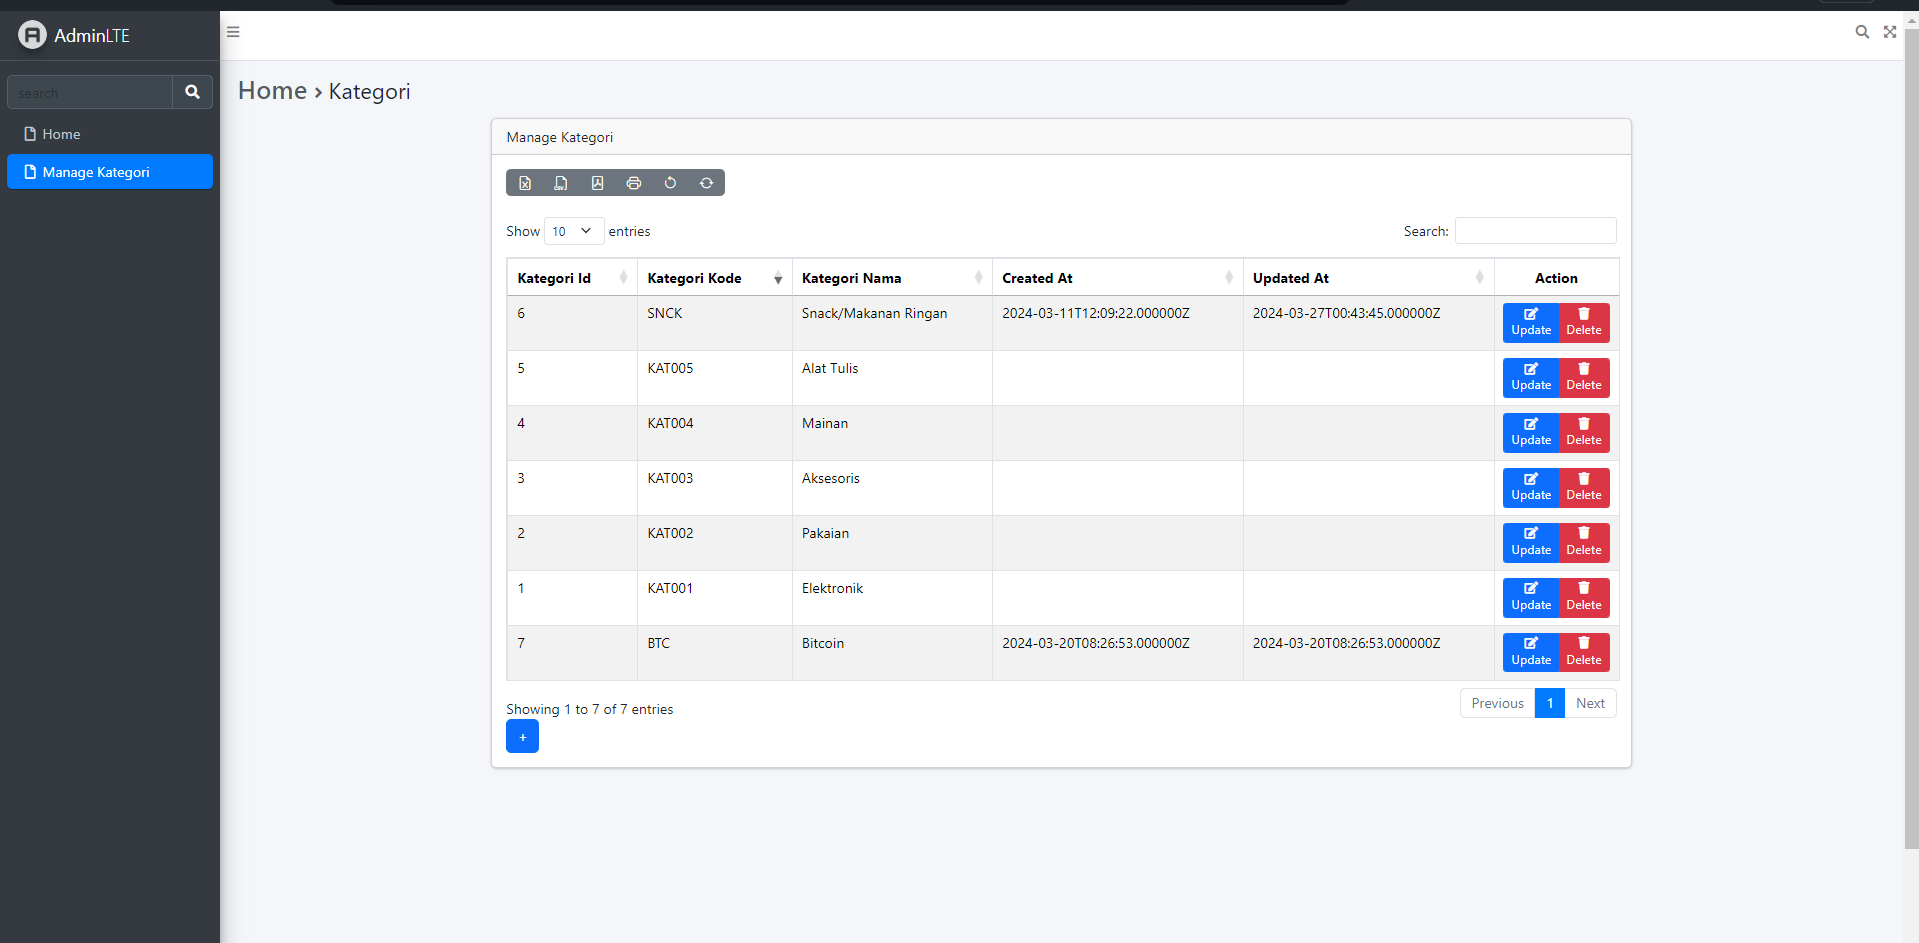 AdminLTE
search
Home
Manage Kategori
Home › Kategori
Manage Kategori
Show 10 entries
Search:
Kategori Id Kategori Kode Kategori Nama Created At Updated At Action
6 SNCK Snack/Makanan Ringan 2024-03-11T12:09:22.000000Z 2024-03-27T00:43:45.000000Z Update Delete
5 KAT005 Alat Tulis Update Delete
4 KAT004 Mainan Update Delete
3 KAT003 Aksesoris Update Delete
2 KAT002 Pakaian Update Delete
1 KAT001 Elektronik Update Delete
7 BTC Bitcoin 2024-03-20T08:26:53.000000Z 2024-03-20T08:26:53.000000Z Update Delete
Showing 1 to 7 of 7 entries
Previous 1 Next
+